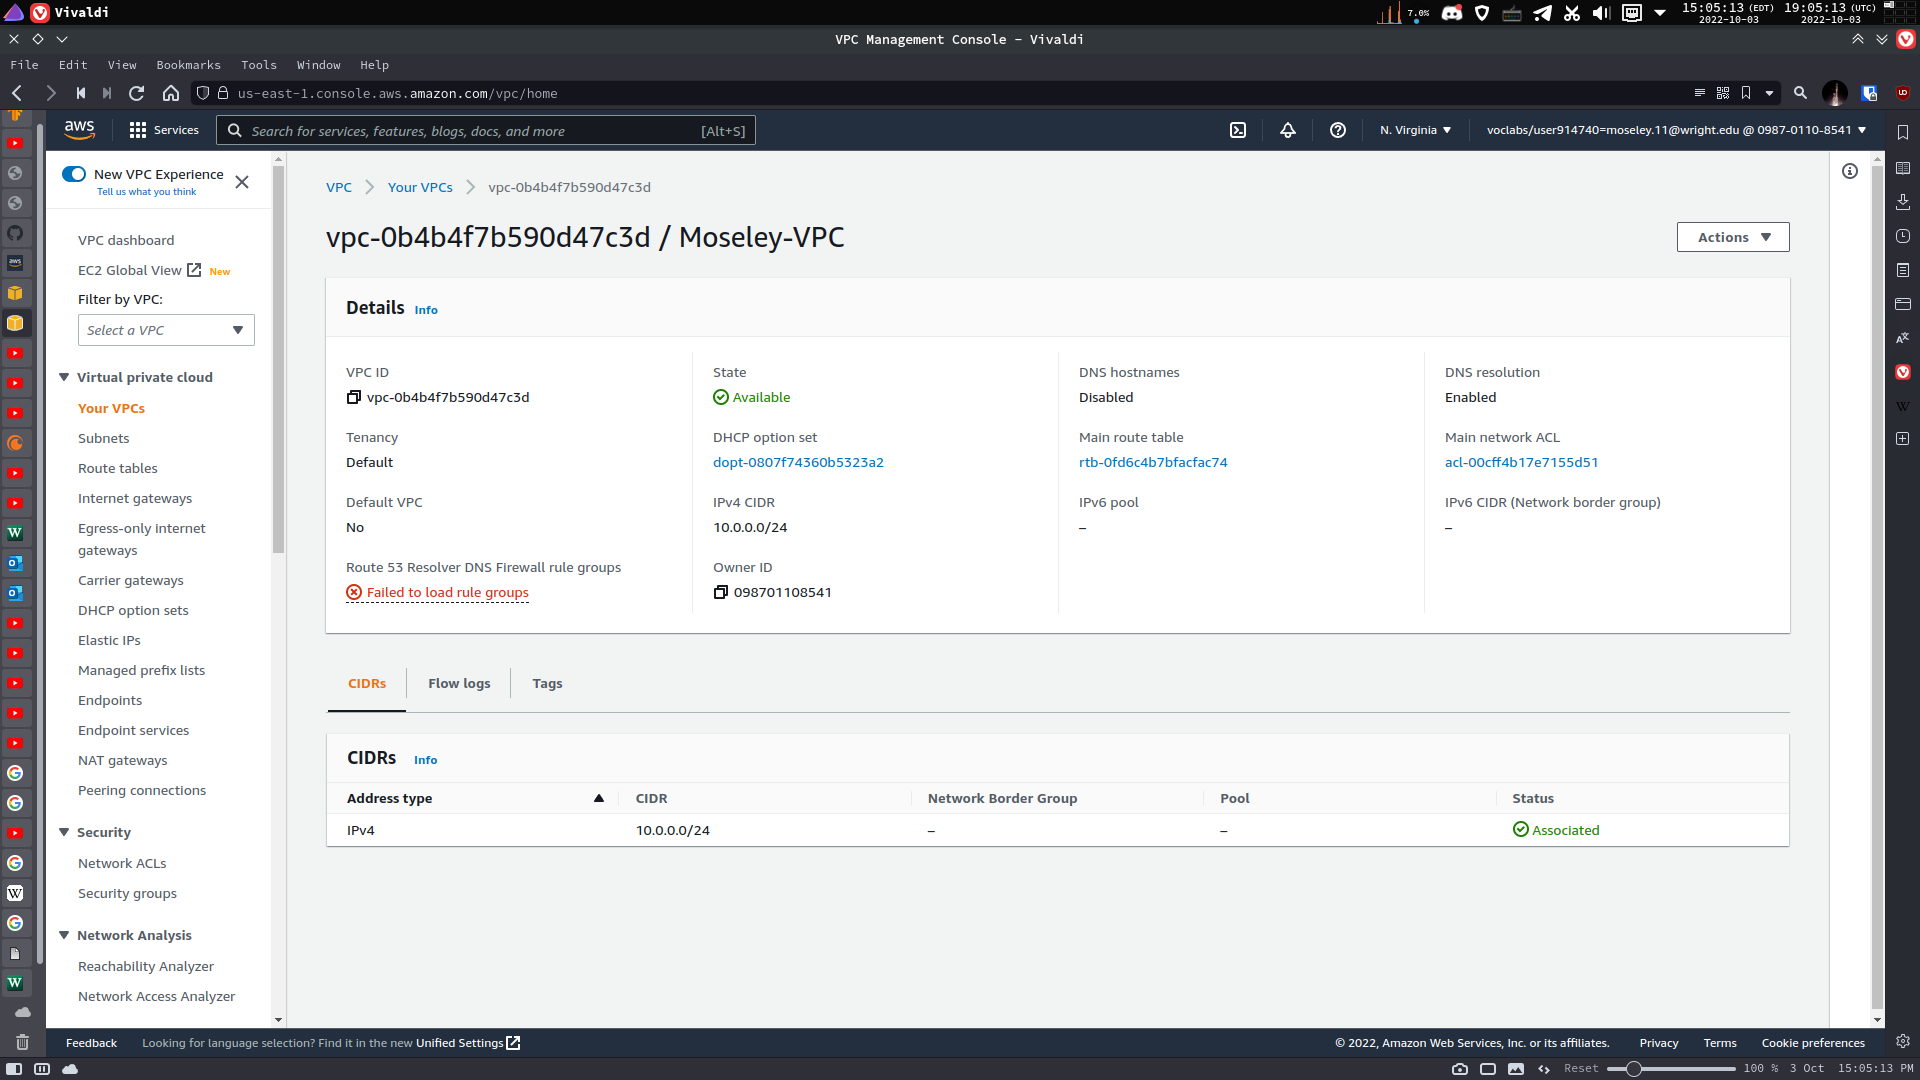 Vivaldi
7.0%
15:05:13 (EDT) 19:05:13 (UTC)
2022-10-03 2022-10-03
VPC Management Console - Vivaldi
File Edit View Bookmarks Tools Window Help
us-east-1.console.aws.amazon.com/vpc/home
aws Services Search for services, features, blogs, docs, and more [Alt+S] N. Virginia voclabs/user914740=moseley.11@wright.edu @ 0987-0110-8541
New VPC Experience
Tell us what you think
VPC dashboard
EC2 Global View New
Filter by VPC:
Select a VPC
Virtual private cloud
Your VPCs
Subnets
Route tables
Internet gateways
Egress-only internet
gateways
Carrier gateways
DHCP option sets
Elastic IPs
Managed prefix lists
Endpoints
Endpoint services
NAT gateways
Peering connections
Security
Network ACLs
Security groups
Network Analysis
Reachability Analyzer
Network Access Analyzer
VPC Your VPCs vpc-0b4b4f7b590d47c3d
vpc-0b4b4f7b590d47c3d / Moseley-VPC
Actions
Details Info
VPC ID State DNS hostnames DNS resolution
vpc-0b4b4f7b590d47c3d Available Disabled Enabled
Tenancy DHCP option set Main route table Main network ACL
Default dopt-0807f74360b5323a2 rtb-0fd6c4b7bfacfac74 acl-00cff4b17e7155d51
Default VPC IPv4 CIDR IPv6 pool IPv6 CIDR (Network border group)
No 10.0.0.0/24 – –
Route 53 Resolver DNS Firewall rule groups Owner ID
Failed to load rule groups 098701108541
CIDRs Flow logs Tags
CIDRs Info
Address type CIDR Network Border Group Pool Status
IPv4 10.0.0.0/24 – – Associated
Feedback Looking for language selection? Find it in the new Unified Settings © 2022, Amazon Web Services, Inc. or its affiliates. Privacy Terms Cookie preferences
Reset 100 % 3 Oct 15:05:13 PM